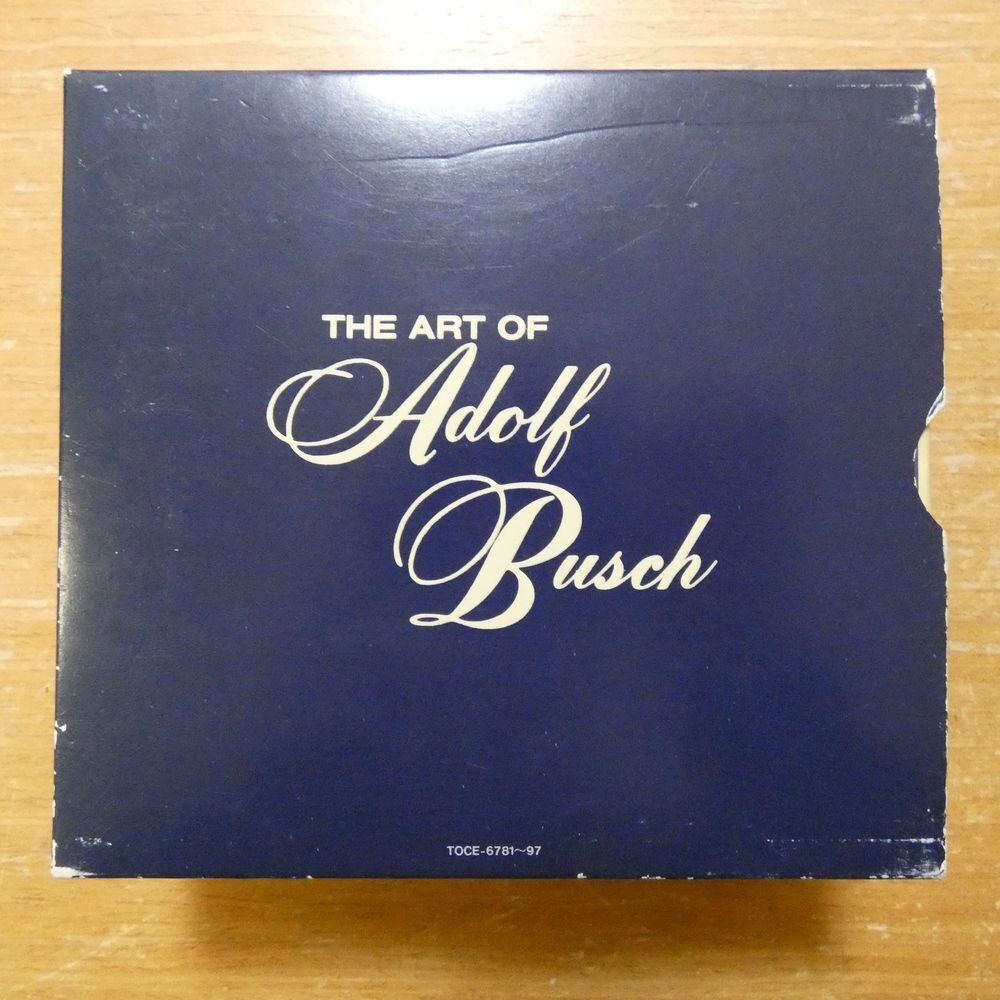 THE ART OF
Adolf
Busch
TOCE-6781〜97